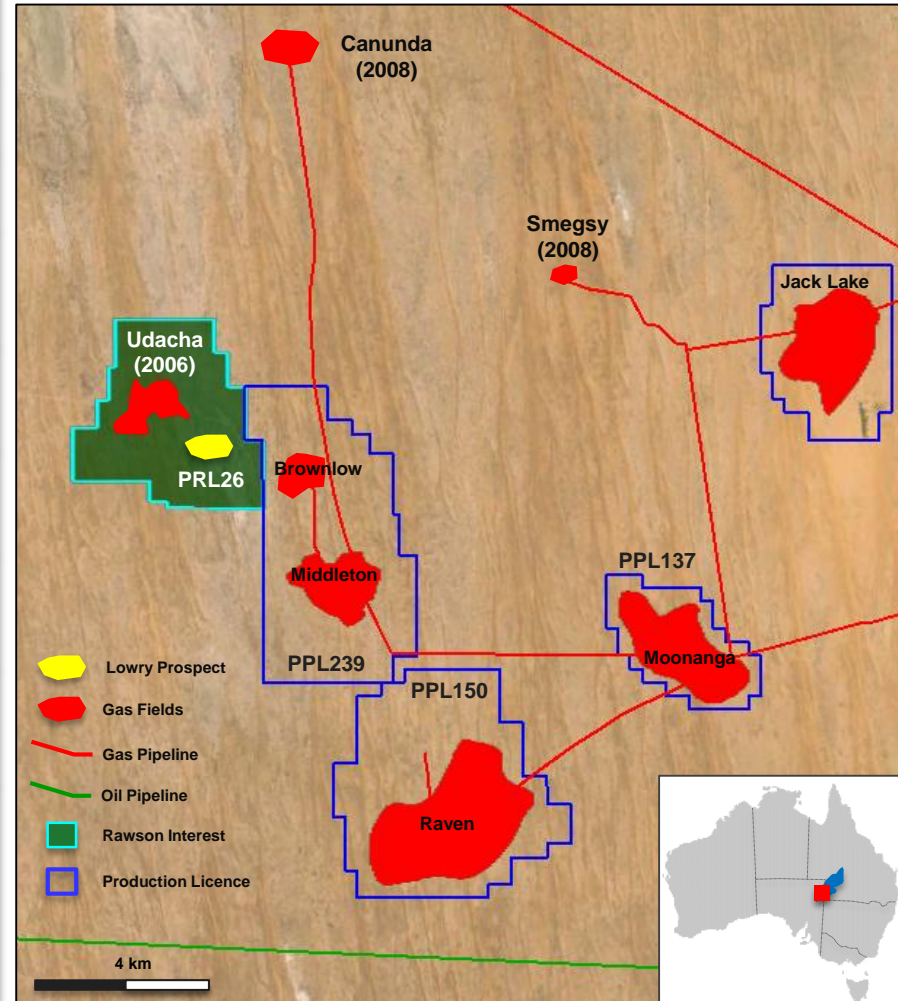 Canunda
(2008)
Smegsy
(2008)
Jack Lake
Udacha
(2006)
PRL26
Brownlow
Middleton
PPL137
Moonanga
PPL239
PPL150
Raven
Lowry Prospect
Gas Fields
Gas Pipeline
Oil Pipeline
Rawson Interest
Production Licence
4 km